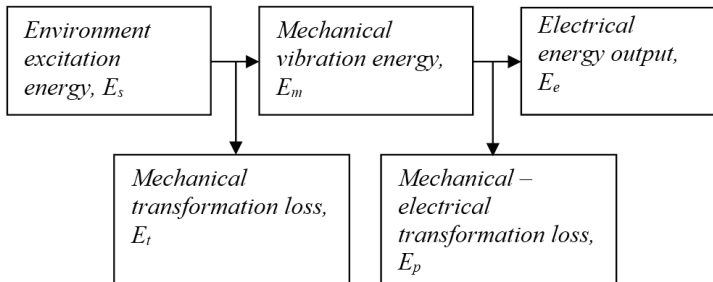 Environment
excitation
energy, Es
Mechanical
vibration energy,
Em
Electrical
energy output,
Ee
Mechanical
transformation loss,
Et
Mechanical –
electrical
transformation loss,
Ep